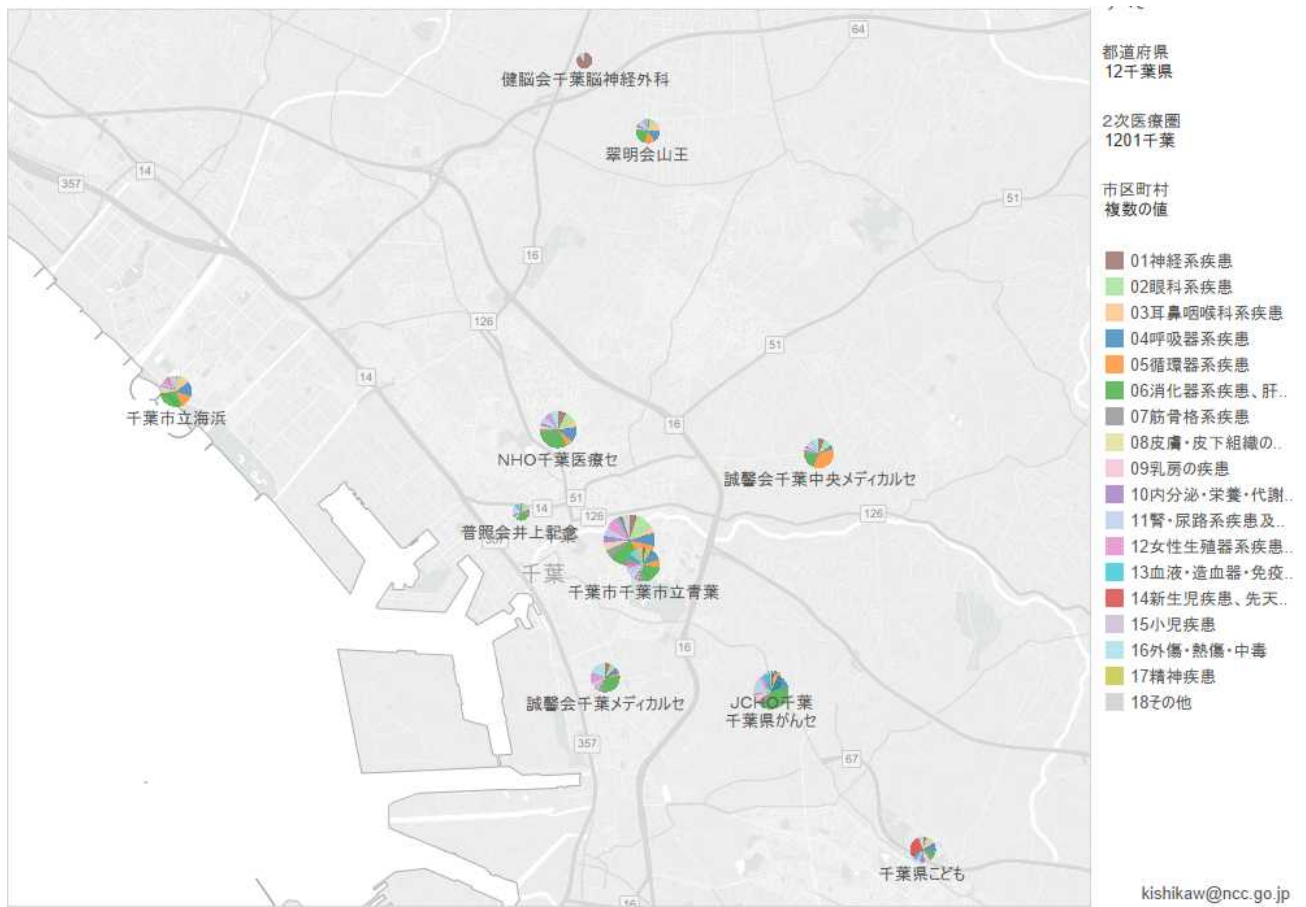 64
健脳会千葉脳神経外科
翠明会山王
14
357
51
16
126
51
14
16
千葉市立海浜
NHO千葉医療セ
誠馨会千葉中央メディカルセ
51
14
126
126
普照会井上記念
357
千葉
千葉
千葉市千葉市立青葉
16
誠馨会千葉メディカルセ
JCHO千葉
千葉県がんセ
357
67
千葉県こども
16
都道府県
12千葉県
2次医療圏
1201千葉
市区町村
複数の値
01神経系疾患
02眼科系疾患
03耳鼻咽喉科系疾患
04呼吸器系疾患
05循環器系疾患
06消化器系疾患、肝..
07筋骨格系疾患
08皮膚・皮下組織の..
09乳房の疾患
10内分泌・栄養・代謝..
11腎・尿路系疾患及..
12女性生殖器系疾患..
13血液・造血器・免疫..
14新生児疾患、先天..
15小児疾患
16外傷・熱傷・中毒
17精神疾患
18その他
kishikaw@ncc.go.jp